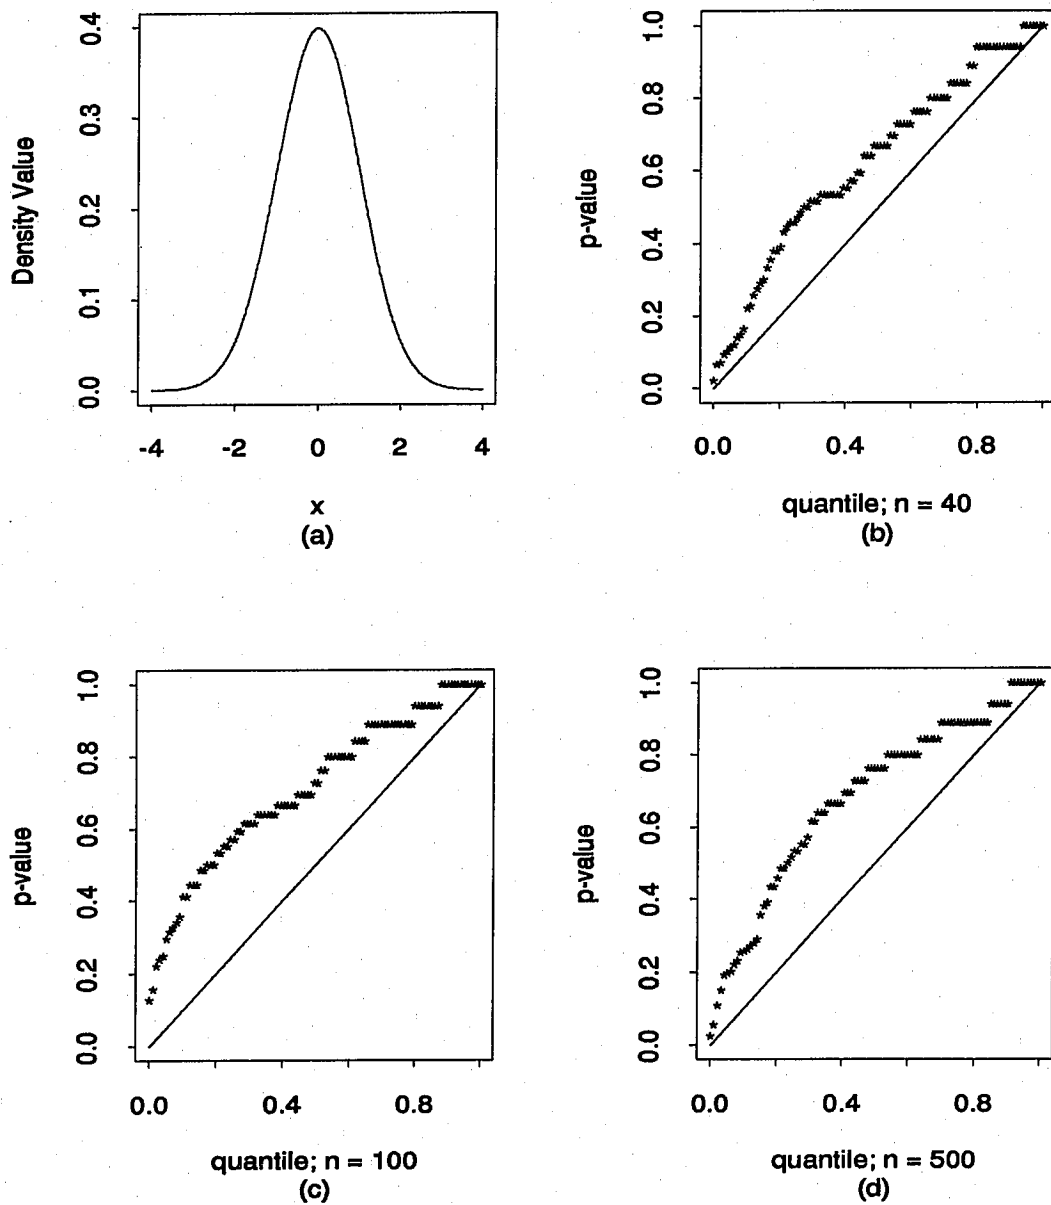 Density Value
0.0 0.1 0.2 0.3 0.4
-4 -2 0 2 4
x
(a)
p-value
0.0 0.2 0.4 0.6 0.8 1.0
0.0 0.4 0.8
quantile; n = 40
(b)
p-value
0.0 0.2 0.4 0.6 0.8 1.0
0.0 0.4 0.8
quantile; n = 100
(c)
p-value
0.0 0.2 0.4 0.6 0.8 1.0
0.0 0.4 0.8
quantile; n = 500
(d)